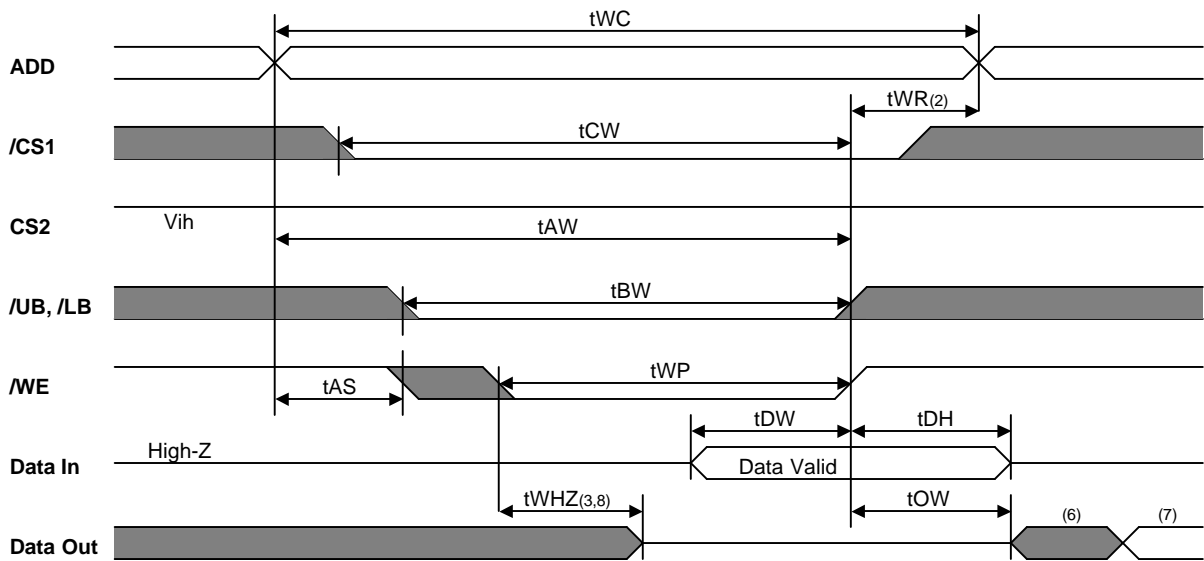 tWC
ADD
tWR(2)
/CS1
tCW
CS2
Vih
tAW
/UB, /LB
tBW
/WE
tAS
tWP
tDW
tDH
Data In
High-Z
Data Valid
tWHZ(3,8)
tOW
Data Out
(6)
(7)